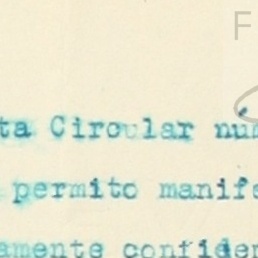 F
ta Circular núm
permito manife
amente confiden